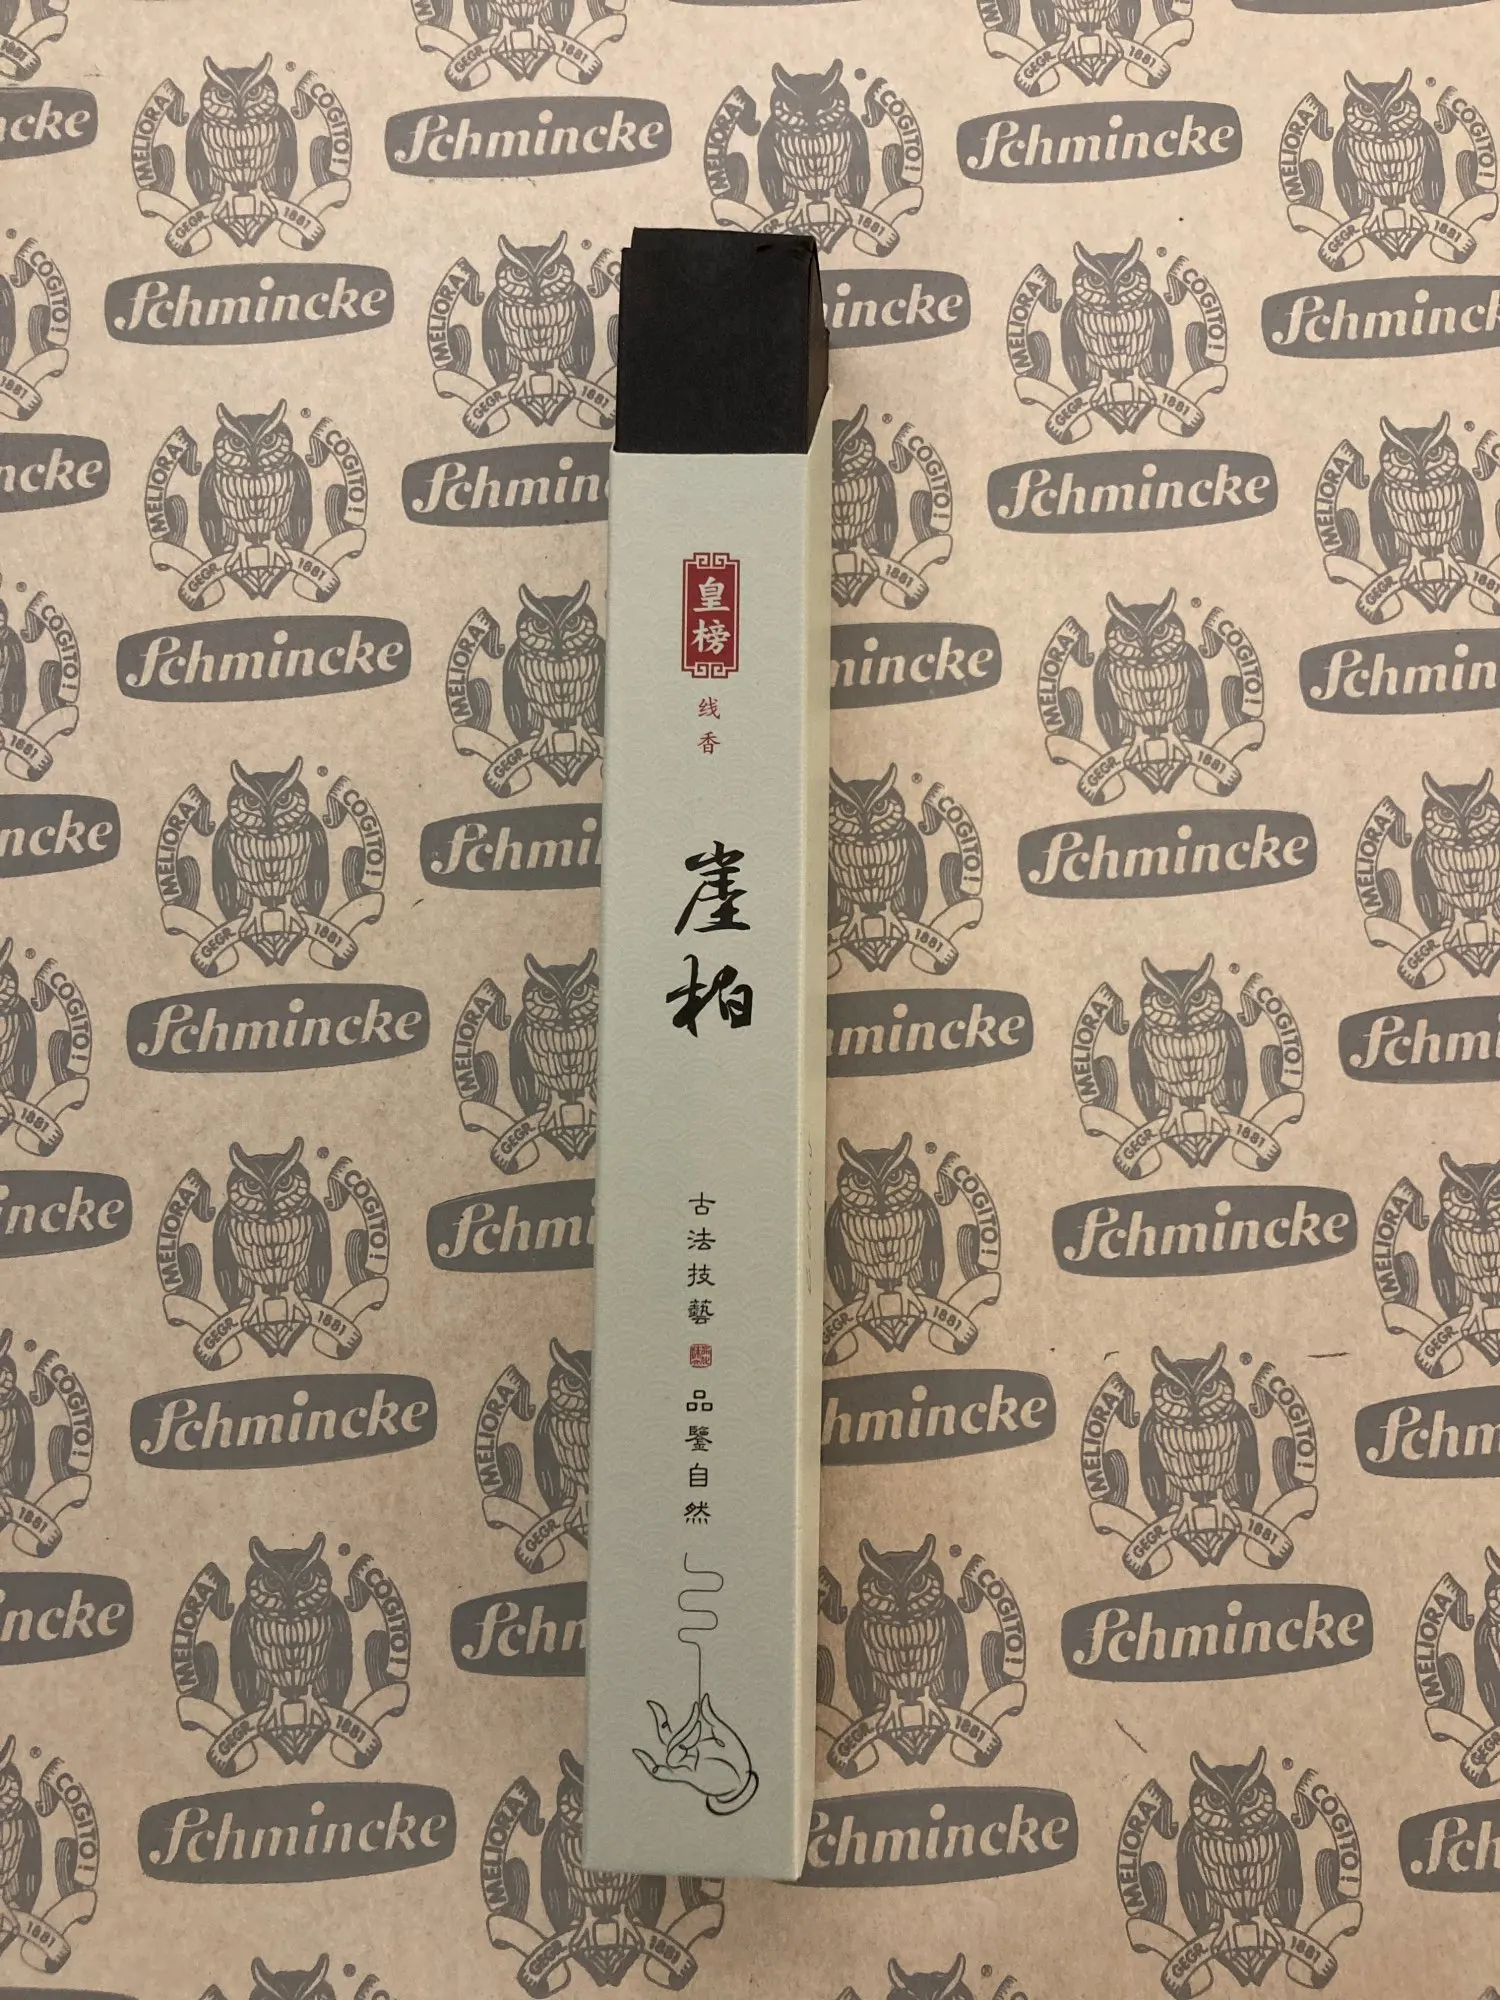 皇榜
线香
崖柏
古法技藝
品鑒自然
Schmincke
MELIORA COGITO!
GEGR. 1881